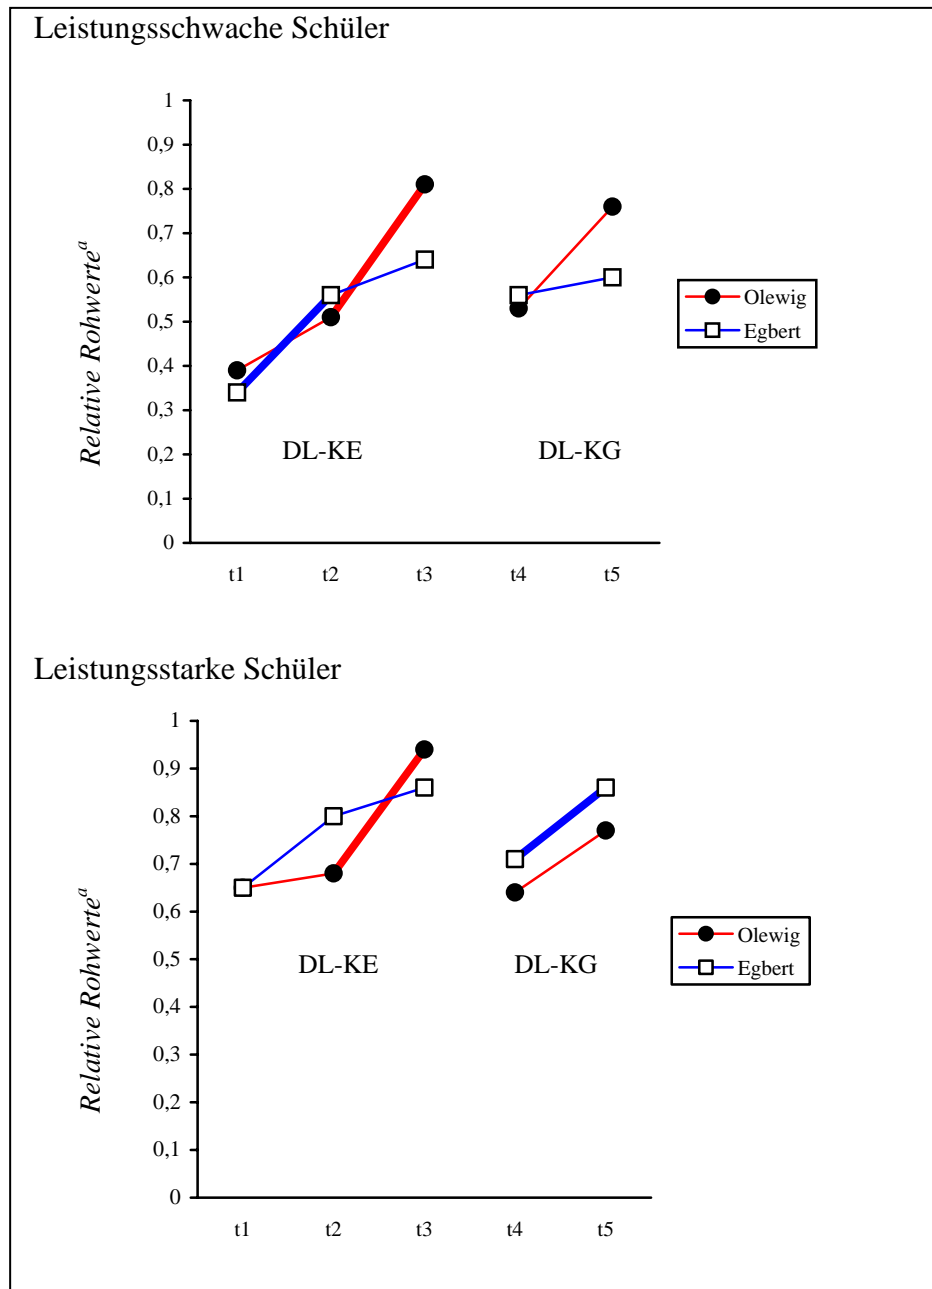 Leistungsschwache Schüler
1
0,9
0,8
0,7
0,6
0,5
0,4
0,3
0,2
0,1
0
Relative Rohwerteᵃ
DL-KE
DL-KG
t1 t2 t3 t4 t5
Olewig
Egbert
Leistungsstarke Schüler
1
0,9
0,8
0,7
0,6
0,5
0,4
0,3
0,2
0,1
0
Relative Rohwerteᵃ
DL-KE
DL-KG
t1 t2 t3 t4 t5
Olewig
Egbert